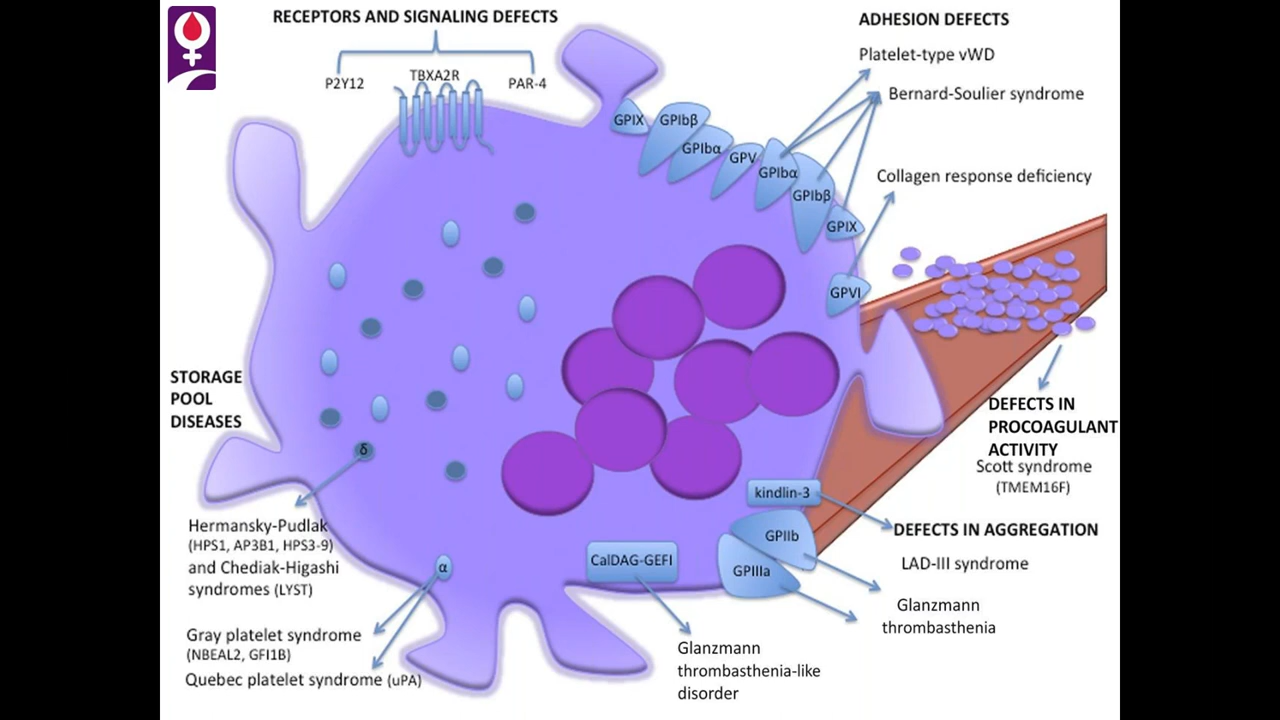 RECEPTORS AND SIGNALING DEFECTS
P2Y12
TBXA2R
PAR-4
ADHESION DEFECTS
Platelet-type vWD
Bernard-Soulier syndrome
Collagen response deficiency
GPIX
GPIbβ
GPIbα
GPV
GPIbα
GPIbβ
GPIX
GPVI
STORAGE
POOL
DISEASES
δ
Hermansky-Pudlak
(HPS1, AP3B1, HPS3-9)
and Chediak-Higashi
syndromes (LYST)
α
Gray platelet syndrome
(NBEAL2, GFI1B)
Quebec platelet syndrome (uPA)
CalDAG-GEFI
Glanzmann
thrombasthenia-like
disorder
kindlin-3
GPIIb
GPIIIa
DEFECTS IN
PROCOAGULANT
ACTIVITY
Scott syndrome
(TMEM16F)
DEFECTS IN AGGREGATION
LAD-III syndrome
Glanzmann
thrombasthenia